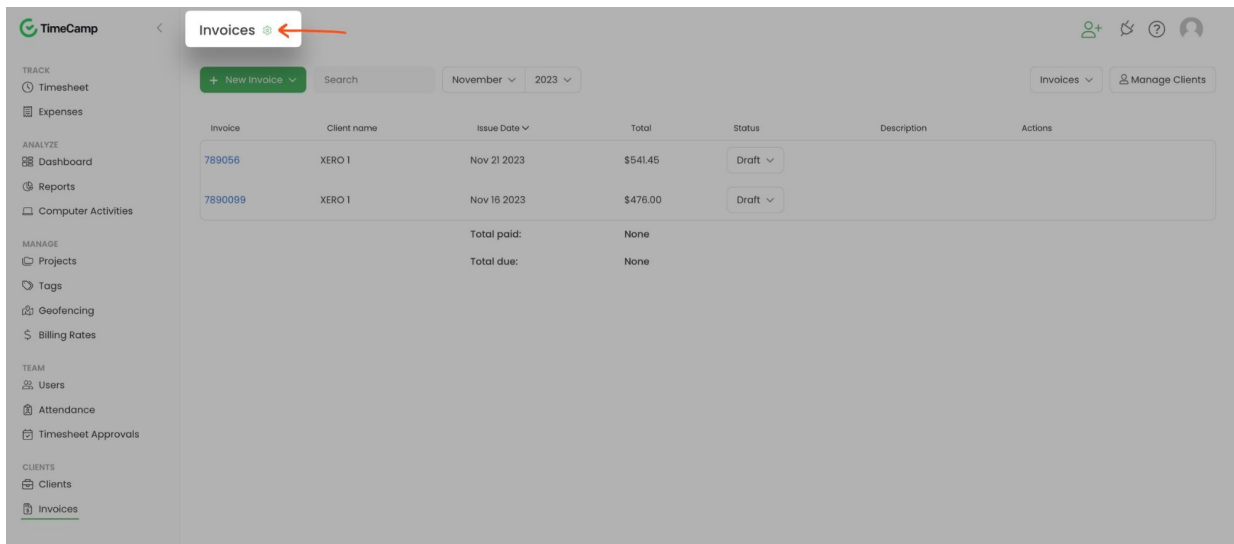 TimeCamp
Invoices
TRACK
Timesheet
Expenses
ANALYZE
Dashboard
Reports
Computer Activities
MANAGE
Projects
Tags
Geofencing
$ Billing Rates
TEAM
Users
Attendance
Timesheet Approvals
CLIENTS
Clients
Invoices
+ New Invoice Search November 2023 Invoices Manage Clients
Invoice Client name Issue Date Total Status Description Actions
789056 XERO 1 Nov 21 2023 $541.45 Draft
7890099 XERO 1 Nov 16 2023 $476.00 Draft
Total paid: None
Total due: None